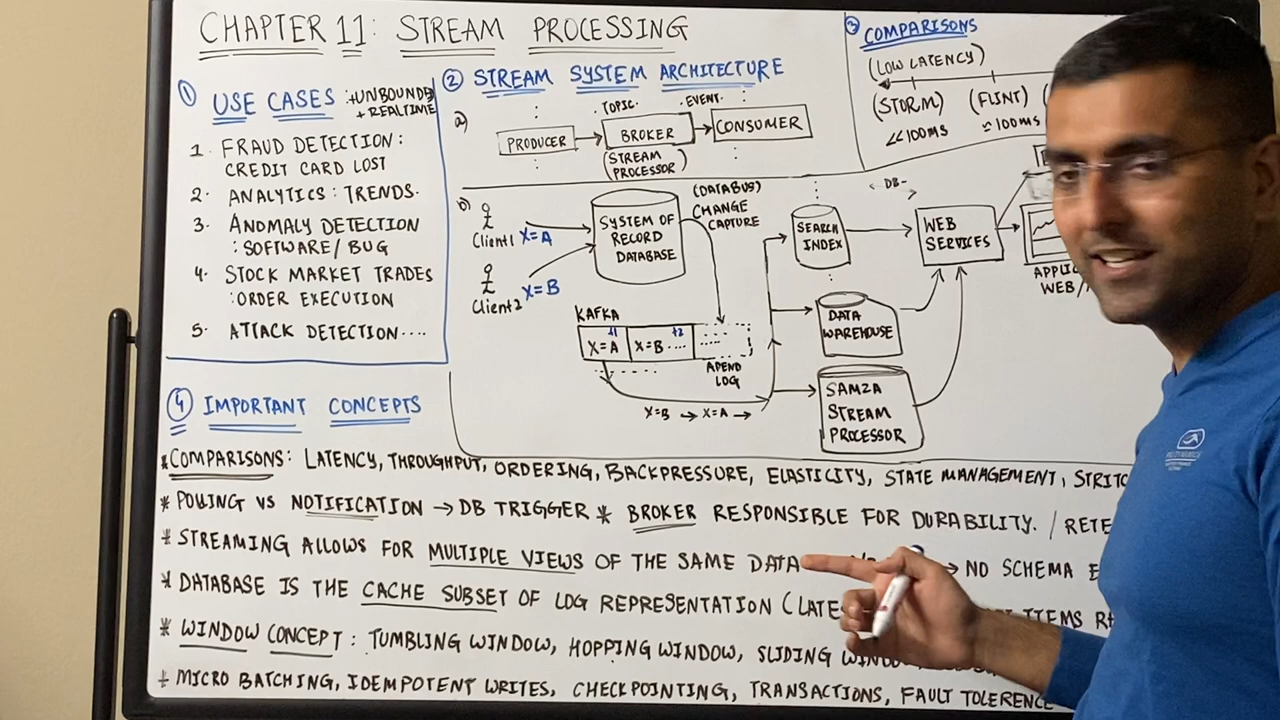 CHAPTER 11: STREAM PROCESSING
① USE CASES : +UNBOUNDED
+ REALTIME
1. FRAUD DETECTION :
CREDIT CARD LOST
2. ANALYTICS : TRENDS.
3. ANOMALY DETECTION
: SOFTWARE / BUG
4. STOCK MARKET TRADES
: ORDER EXECUTION
5. ATTACK DETECTION ....
② STREAM SYSTEM ARCHITECTURE
a)
TOPIC.
.EVENT.
PRODUCER
BROKER
CONSUMER
(STREAM
PROCESSOR)
b)
Client1 X=A
Client2 X=B
SYSTEM OF
RECORD
DATABASE
(DATABUS)
CHANGE
CAPTURE
KAFKA
t1
t2
X=A
X=B ....
APEND
LOG
X=B → X=A →
SEARCH
INDEX
DATA
WAREHOUSE
SAMZA
STREAM
PROCESSOR
DB
WEB
SERVICES
WEB/
③ COMPARISONS
(LOW LATENCY)
(STORM)
(FLINT)
<<100MS
≈100MS
④ IMPORTANT CONCEPTS
* COMPARISONS: LATENCY, THROUGHPUT, ORDERING, BACKPRESSURE, ELASTICITY, STATE MANAGEMENT,
* POLLING VS NOTIFICATION → DB TRIGGER * BROKER RESPONSIBLE FOR DURABILITY. /
* STREAMING ALLOWS FOR MULTIPLE VIEWS OF THE SAME DATA → NO SCHEMA
* DATABASE IS THE CACHE SUBSET OF LOG REPRESENTATION ( ITEMS
* WINDOW CONCEPT : TUMBLING WINDOW, HOPPING WINDOW, SLIDING WINDOW,
* MICRO BATCHING, IDEMPOTENT WRITES, CHECKPOINTING, TRANSACTIONS, FAULT TOLERENCE